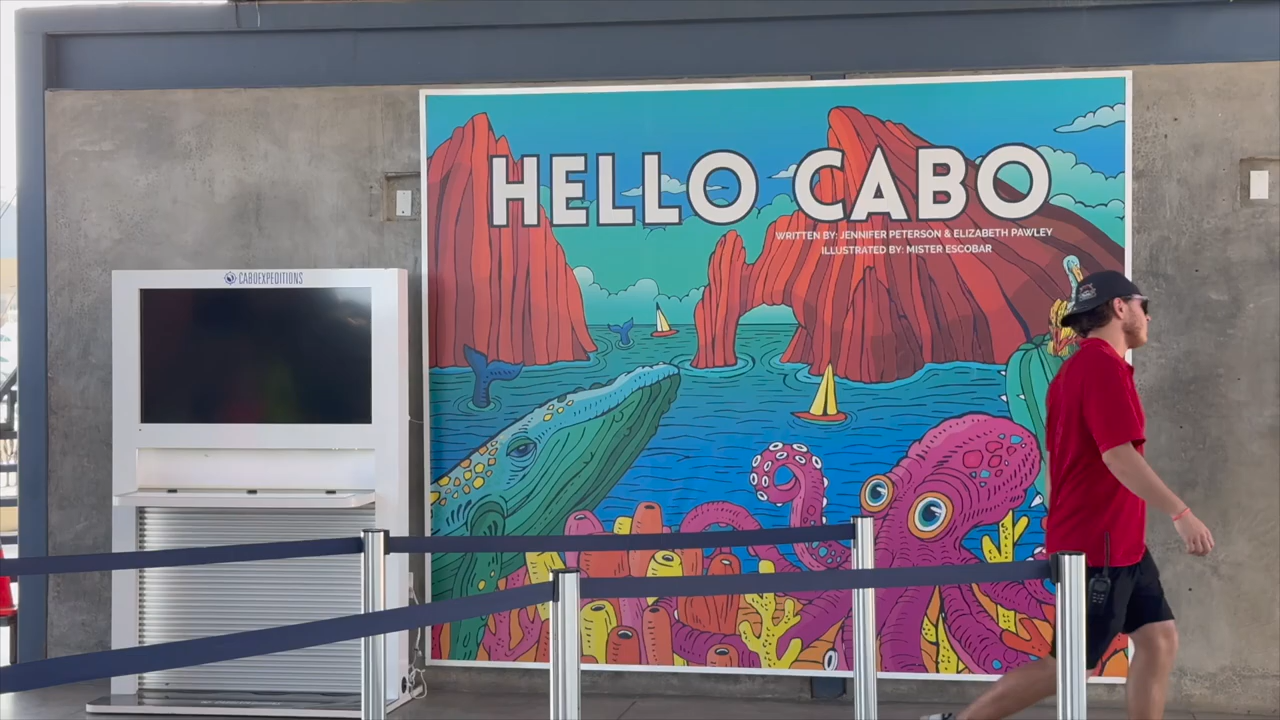 HELLO CABO
WRITTEN BY: JENNIFER PETERSON & ELIZABETH PAWLEY
ILLUSTRATED BY: MISTER ESCOBAR
CABOEXPEDITIONS